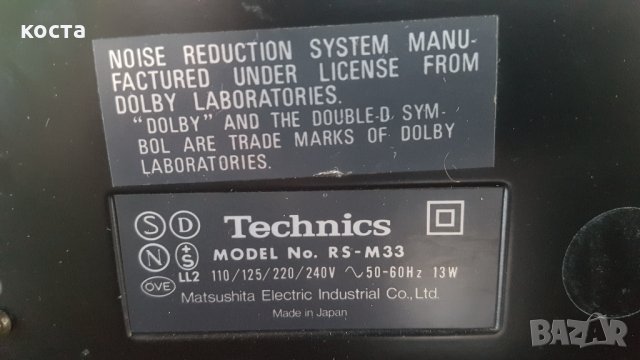 коста
NOISE REDUCTION SYSTEM MANU-
FACTURED UNDER LICENSE FROM
DOLBY LABORATORIES.
"DOLBY" AND THE DOUBLE-D SYM-
BOL ARE TRADE MARKS OF DOLBY
LABORATORIES.
S D Technics
N +S MODEL No. RS-M33
OVE LL2 110/125/220/240V ∿50-60Hz 13W
Matsushita Electric Industrial Co., Ltd.
Made in Japan
BAZAR